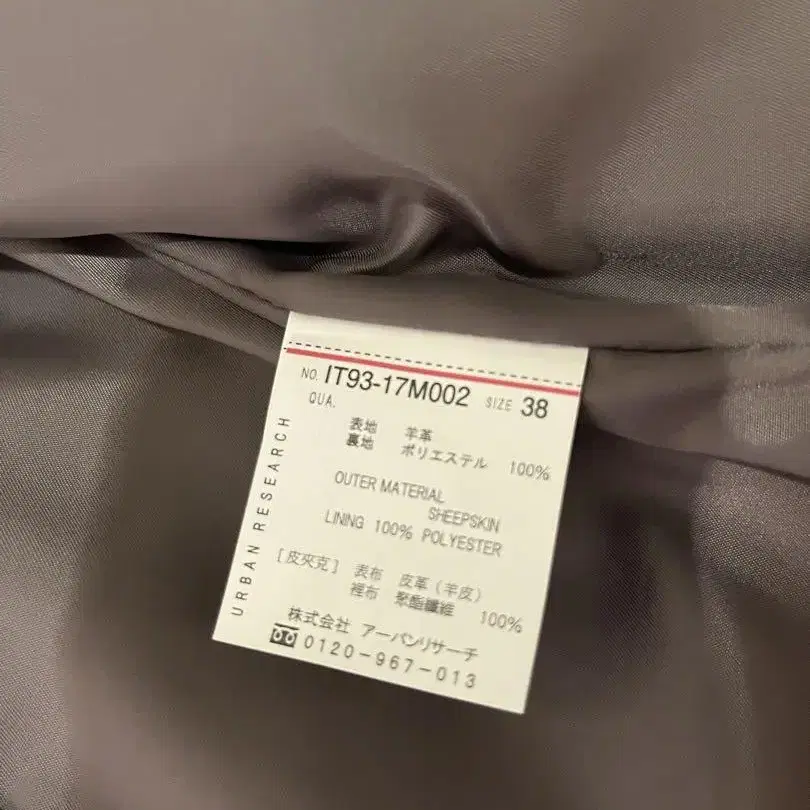 NO. IT93-17M002 SIZE 38
QUA.
表地 羊革
裏地 ポリエステル 100%
OUTER MATERIAL
SHEEPSKIN
LINING 100% POLYESTER
[皮夾克] 表布 皮革(羊皮)
裡布 聚酯纖維 100%
株式会社 アーバンリサーチ
0120-967-013
URBAN RESEARCH